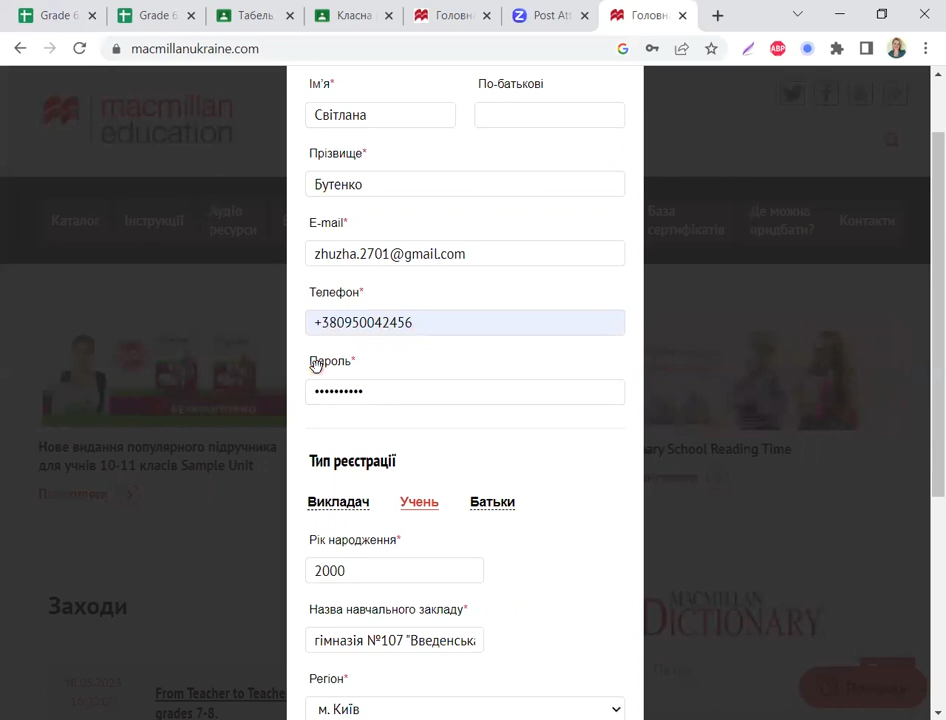 Grade 6.
Grade 6.
Табель,
Класна
Головн
Post Att
Головн
macmillanukraine.com
macmillan
education
Каталог
Інструкції
Аудіо
ресурси
База
сертифікатів
Де можна
придбати?
Контакти
Ім'я*
По-батькові
Світлана
Прізвище*
Бутенко
E-mail*
zhuzha.2701@gmail.com
Телефон*
+380950042456
Пароль*
••••••••••
Тип реєстрації
Викладач
Учень
Батьки
Рік народження*
2000
Назва навчального закладу*
гімназія №107 "Введенська
Регіон*
м. Київ
Нове видання популярного підручника
для учнів 10-11 класів Sample Unit
ary School Reading Time
Заходи
MACMILLAN
DICTIONARY
From Teacher to Teache
grades 7-8.